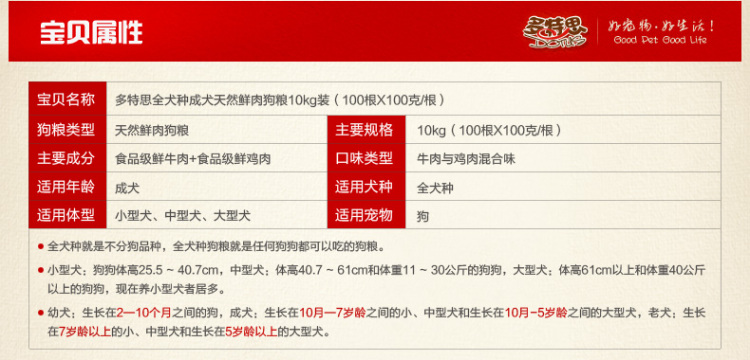 宝贝属性
多特思
DOTTES
好宠物·好生活！
Good Pet Good Life
宝贝名称 多特思全犬种成犬天然鲜肉狗粮10kg装（100根X100克/根）
狗粮类型 天然鲜肉狗粮 主要规格 10kg（100根X100克/根）
主要成分 食品级鲜牛肉+食品级鲜鸡肉 口味类型 牛肉与鸡肉混合味
适用年龄 成犬 适用犬种 全犬种
适用体型 小型犬、中型犬、大型犬 适用宠物 狗
● 全犬种就是不分狗品种，全犬种狗粮就是任何狗狗都可以吃的狗粮。
● 小型犬：狗狗体高25.5 ~ 40.7cm，中型犬：体高40.7 ~ 61cm和体重11 ~ 30公斤的狗狗，大型犬：体高61cm以上和体重40公斤
以上的狗狗，现在养小型犬者居多。
● 幼犬：生长在2—10个月之间的狗，成犬：生长在10月—7岁龄之间的小、中型犬和生长在10月-5岁龄之间的大型犬，老犬：生长
在7岁龄以上的小、中型犬和生长在5岁龄以上的大型犬。